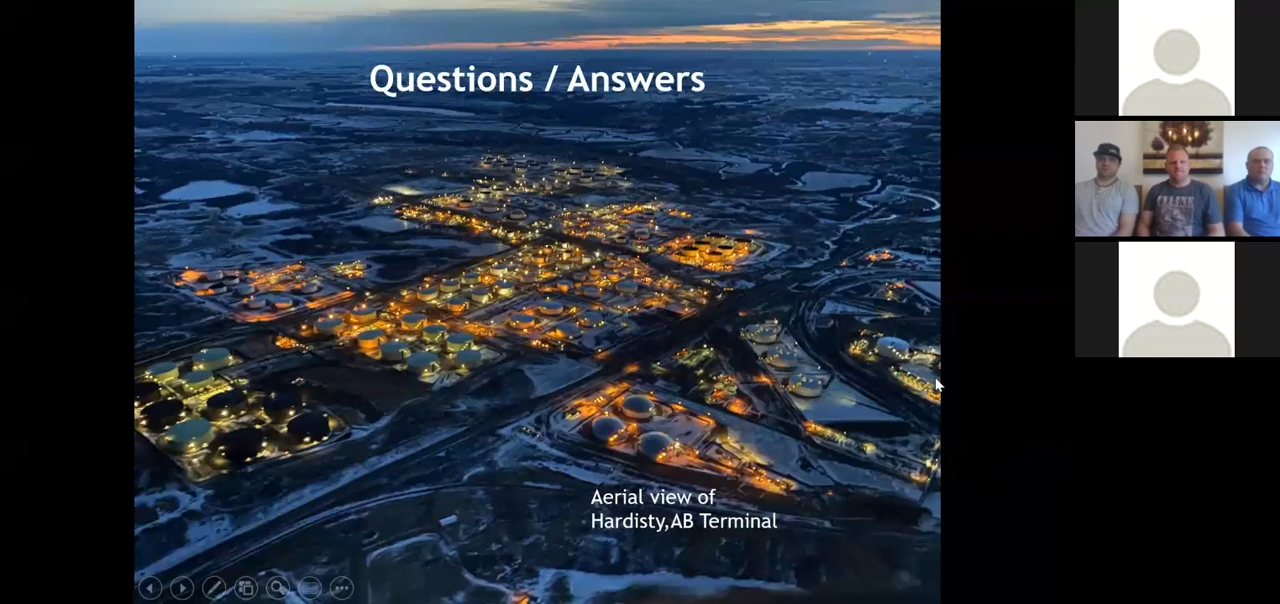 Questions / Answers
Aerial view of
Hardisty,AB Terminal